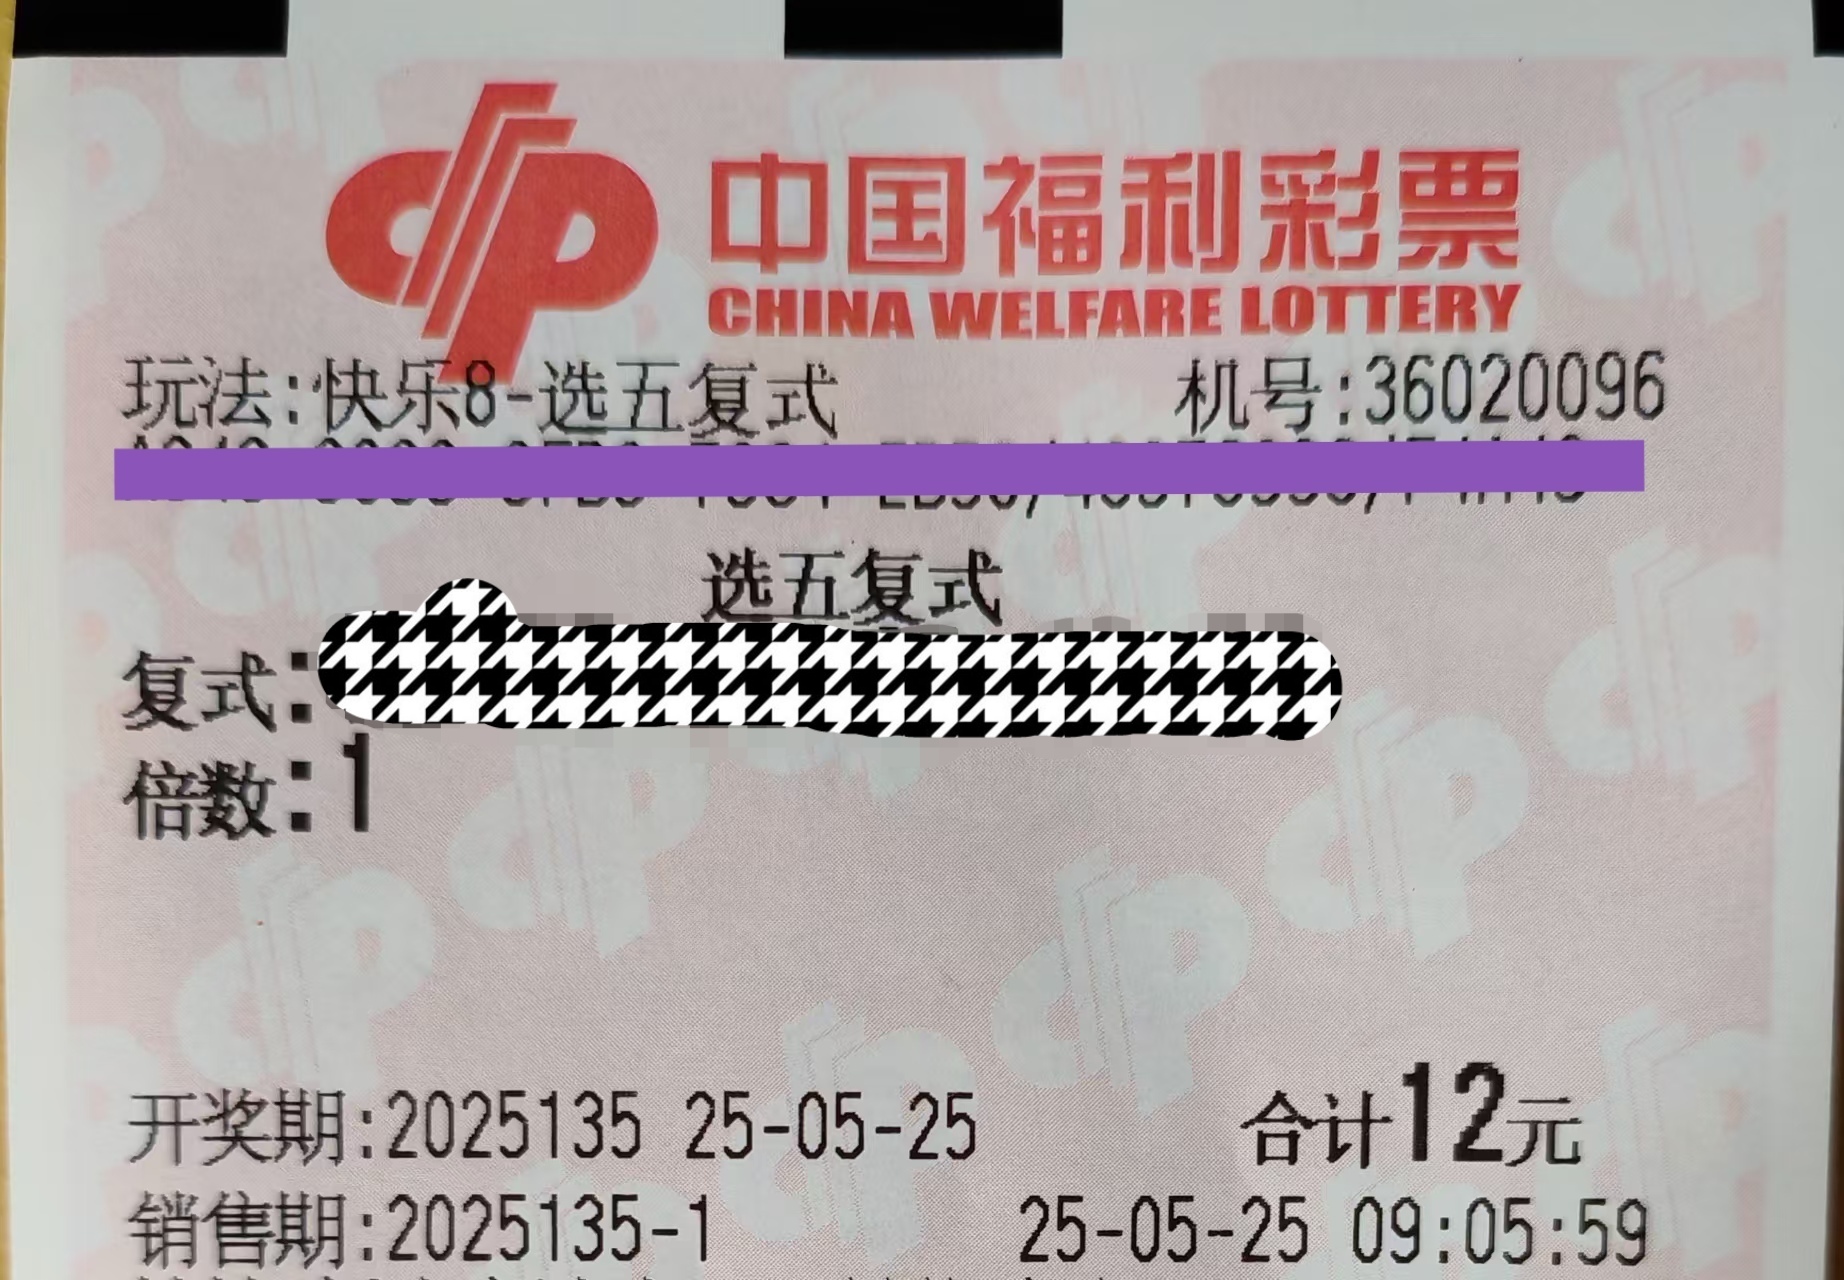 中国福利彩票
CHINA WELFARE LOTTERY
玩法:快乐8-选五复式 机号:36020096
选五复式
复式:
倍数:1
开奖期:2025135 25-05-25 合计12元
销售期:2025135-1 25-05-25 09:05:59